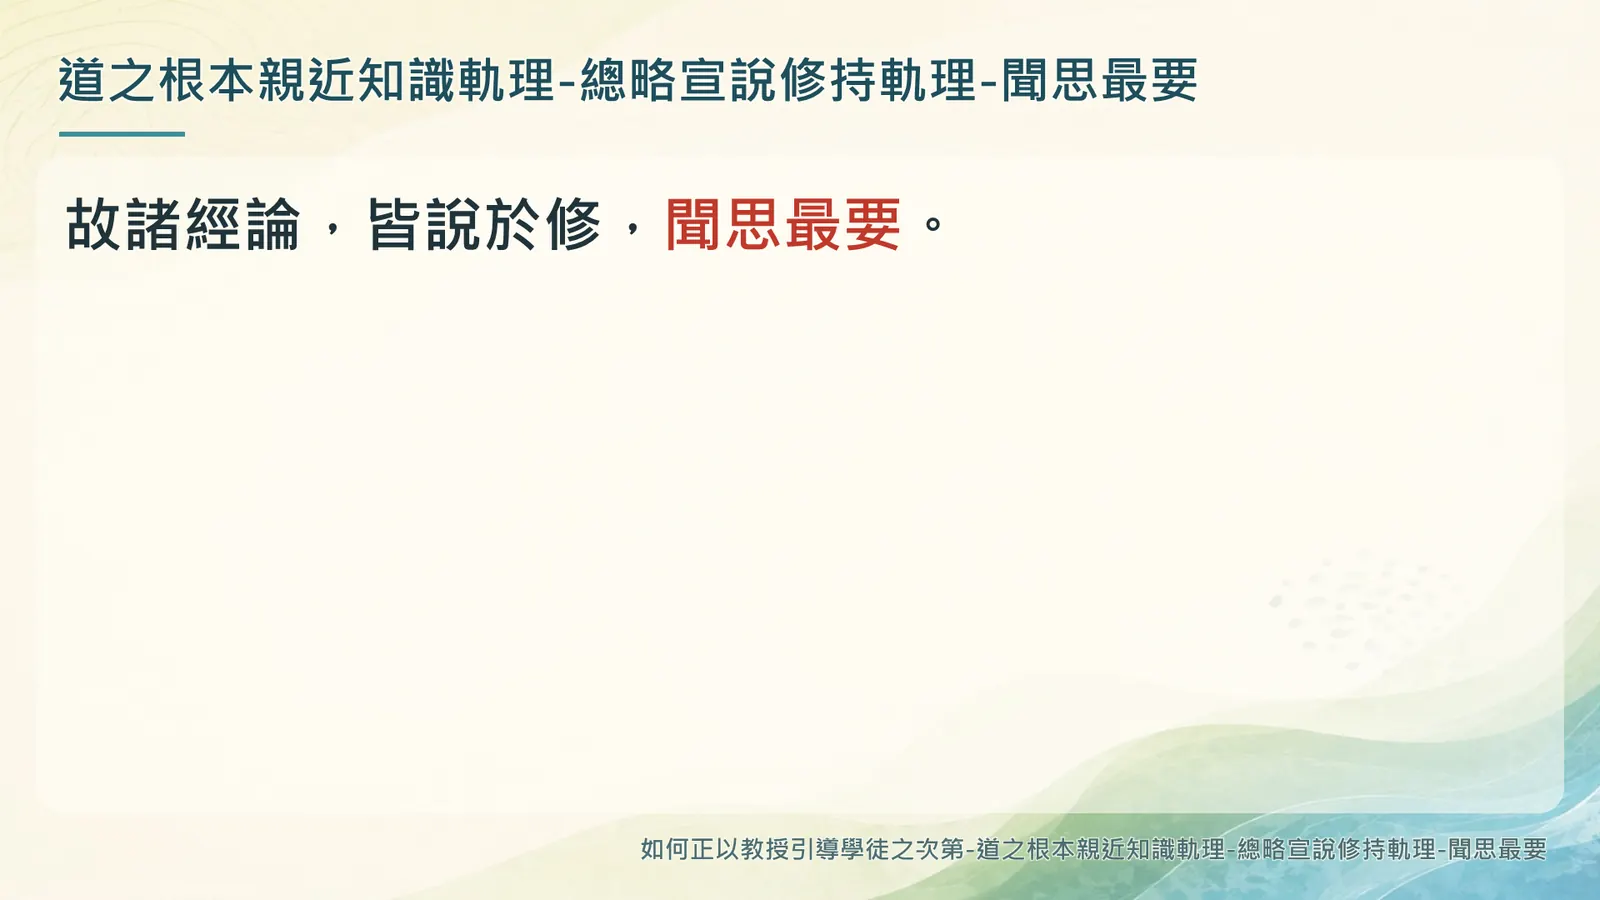 道之根本親近知識軌理-總略宣說修持軌理-聞思最要
故諸經論，皆說於修，聞思最要。
如何正以教授引導學徒之次第-道之根本親近知識軌理-總略宣說修持軌理-聞思最要